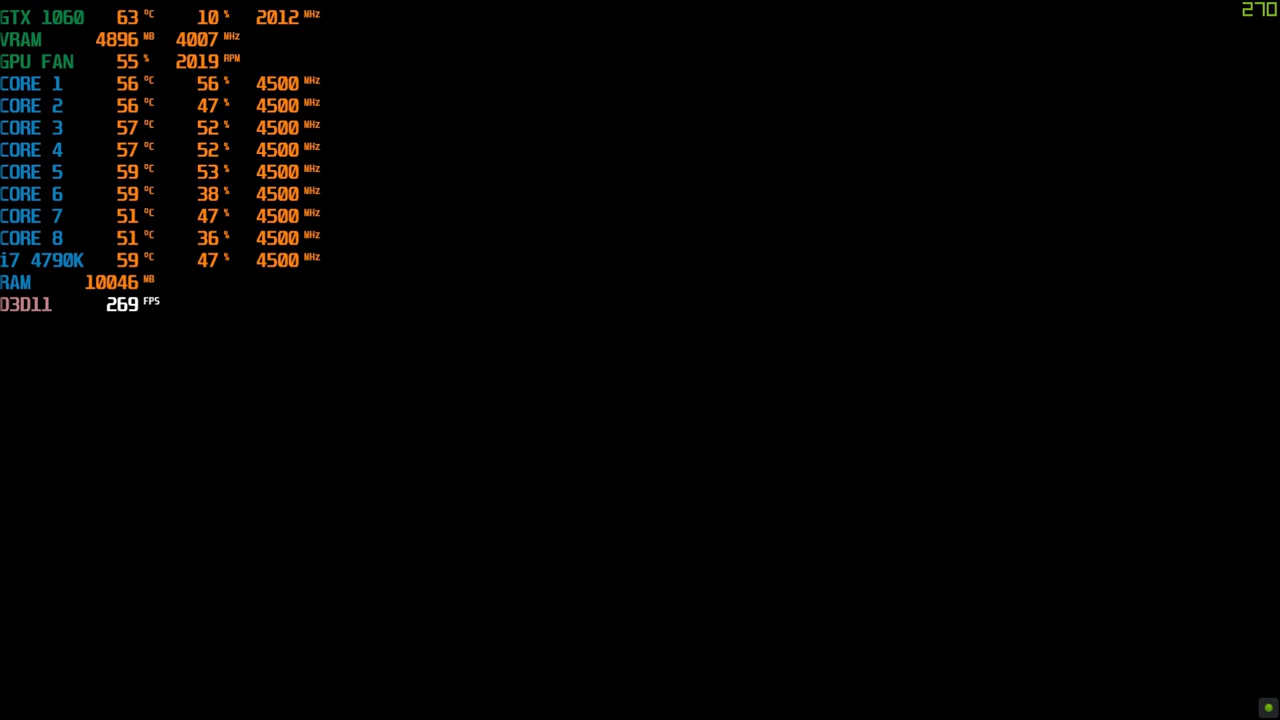 GTX 1060 63 °C 10 % 2012 MHz 270
VRAM 4896 MB 4007 MHz
GPU FAN 55 % 2019 RPM
CORE 1 56 °C 56 % 4500 MHz
CORE 2 56 °C 47 % 4500 MHz
CORE 3 57 °C 52 % 4500 MHz
CORE 4 57 °C 52 % 4500 MHz
CORE 5 59 °C 53 % 4500 MHz
CORE 6 59 °C 38 % 4500 MHz
CORE 7 51 °C 47 % 4500 MHz
CORE 8 51 °C 36 % 4500 MHz
i7 4790K 59 °C 47 % 4500 MHz
RAM 10046 MB
D3D11 269 FPS